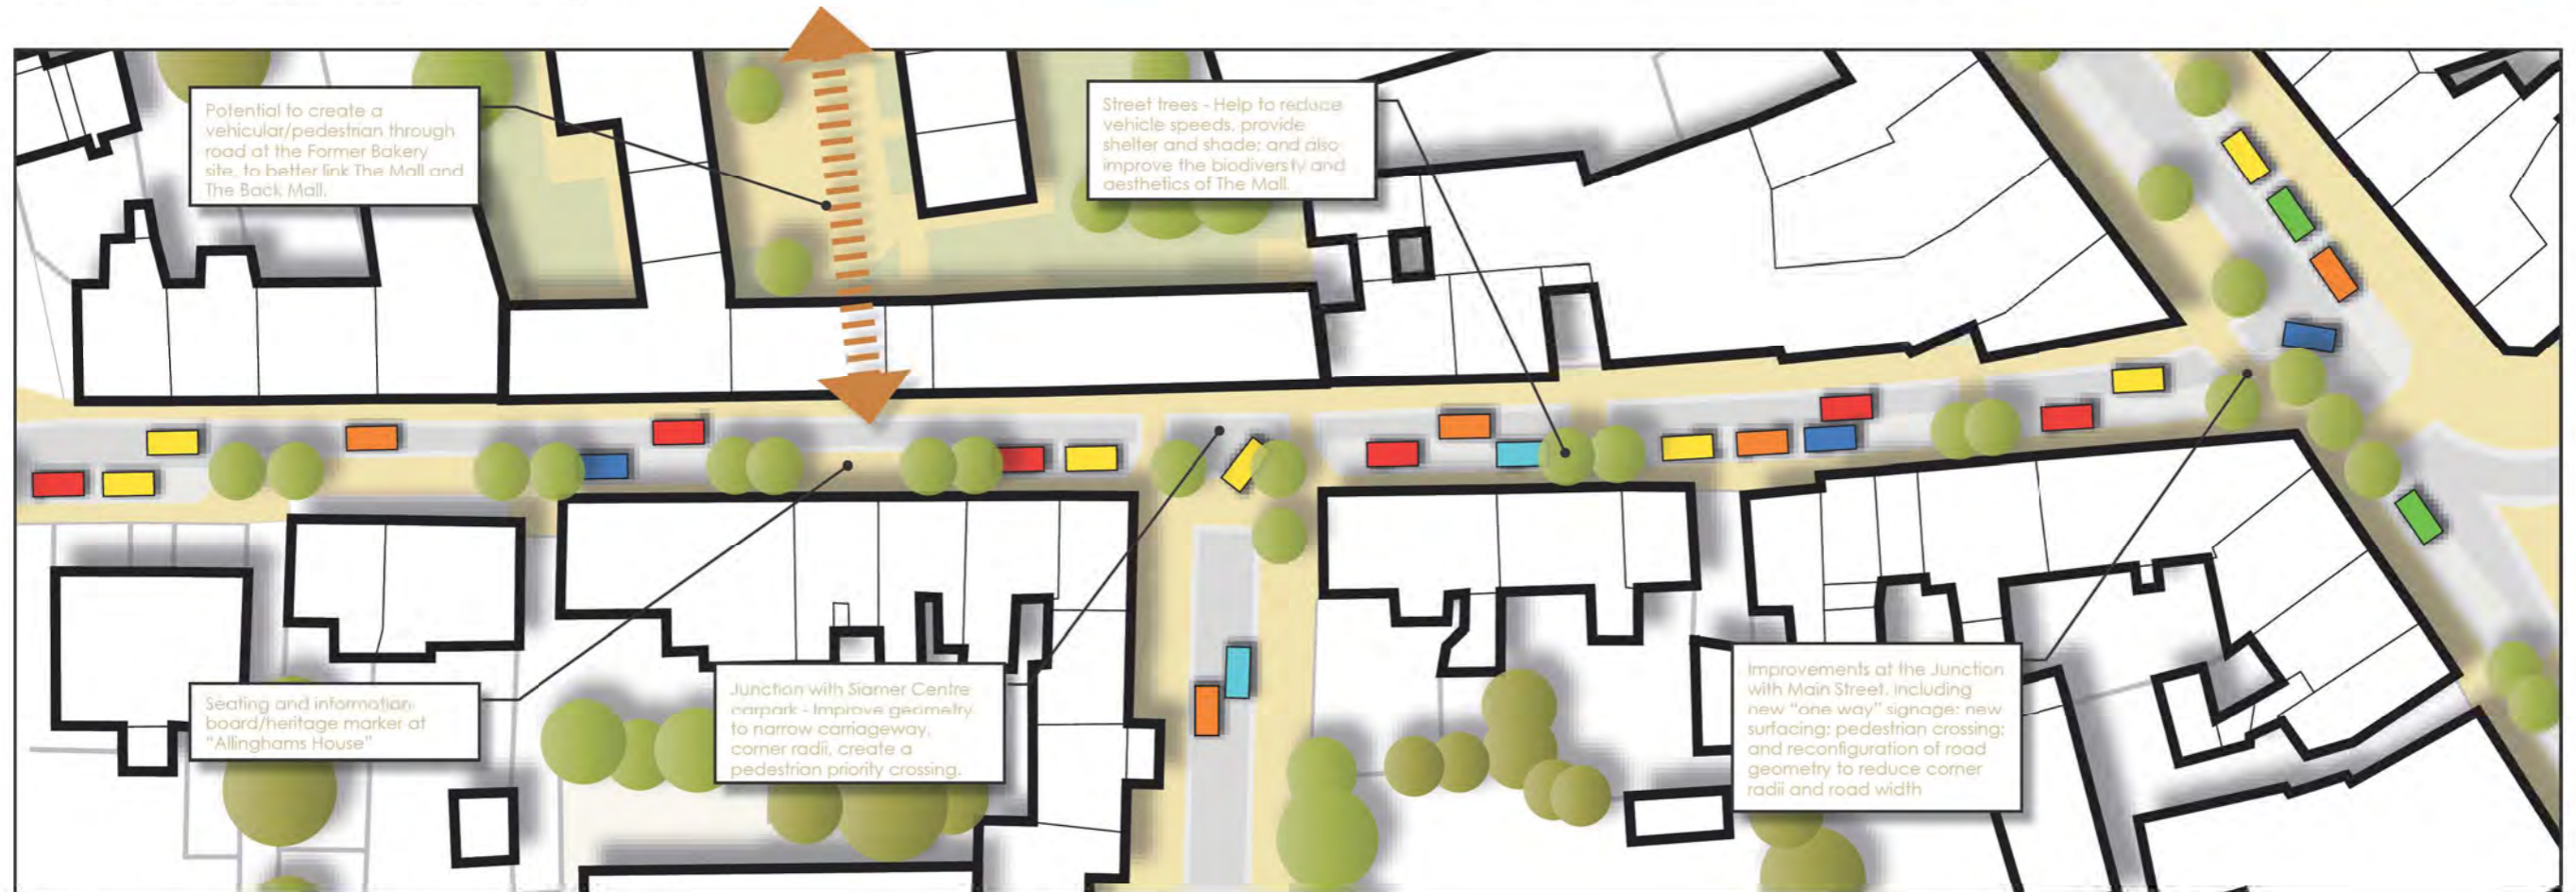 Potential to create a
vehicular/pedestrian through
road at the Former Bakery
site, to better link The Mall and
The Back Mall.
Street trees - Help to reduce
vehicle speeds, provide
shelter and shade; and also
improve the biodiversty and
aesthetics of The Mall.
Seating and information
board/heritage marker at
"Allinghams House"
Junction with Slamer Centre
carpark - Improve geometry
to narrow carriageway,
corner radii, create a
pedestrian priority crossing.
Improvements at the Junction
with Main Street. Including
new "one way" signage; new
surfacing; pedestrian crossing;
and reconfiguration of road
geometry to reduce corner
radii and road width